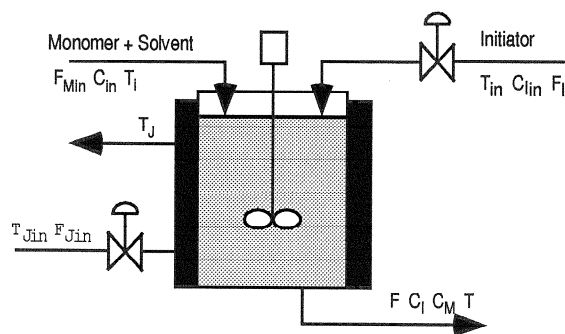 Monomer + Solvent
F_Min C_in T_i
Initiator
T_in C_Iin F_I
T_J
T_Jin F_Jin
F C_I C_M T